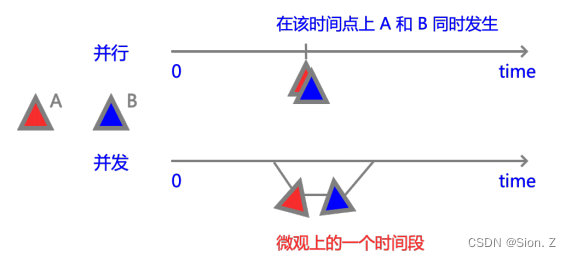 在该时间点上 A 和 B 同时发生
并行
0
time
A
B
并发
0
time
微观上的一个时间段
CSDN @Sion. Z